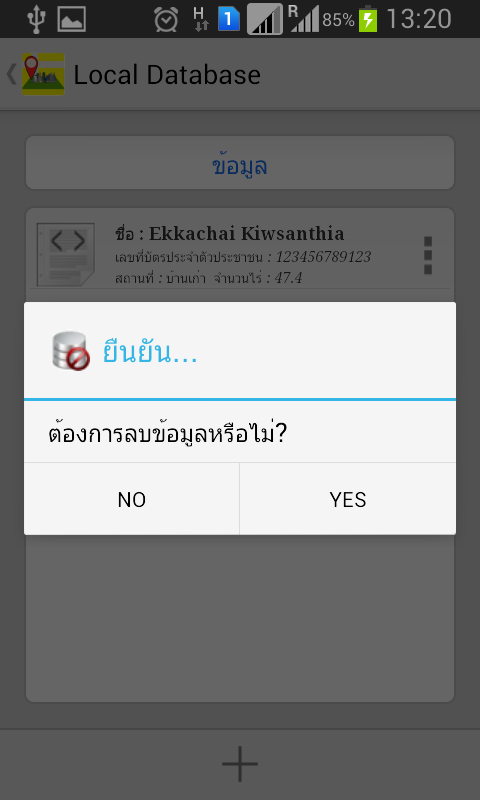 H R 1 85% 13:20
Local Database
ข้อมูล
ชื่อ : Ekkachai Kiwsanthia
เลขที่บัตรประจำตัวประชาชน : 123456789123
สถานที่ : บ้านเก่า จำนวนไร่ : 47.4
ยืนยัน...
ต้องการลบข้อมูลหรือไม่?
NO YES